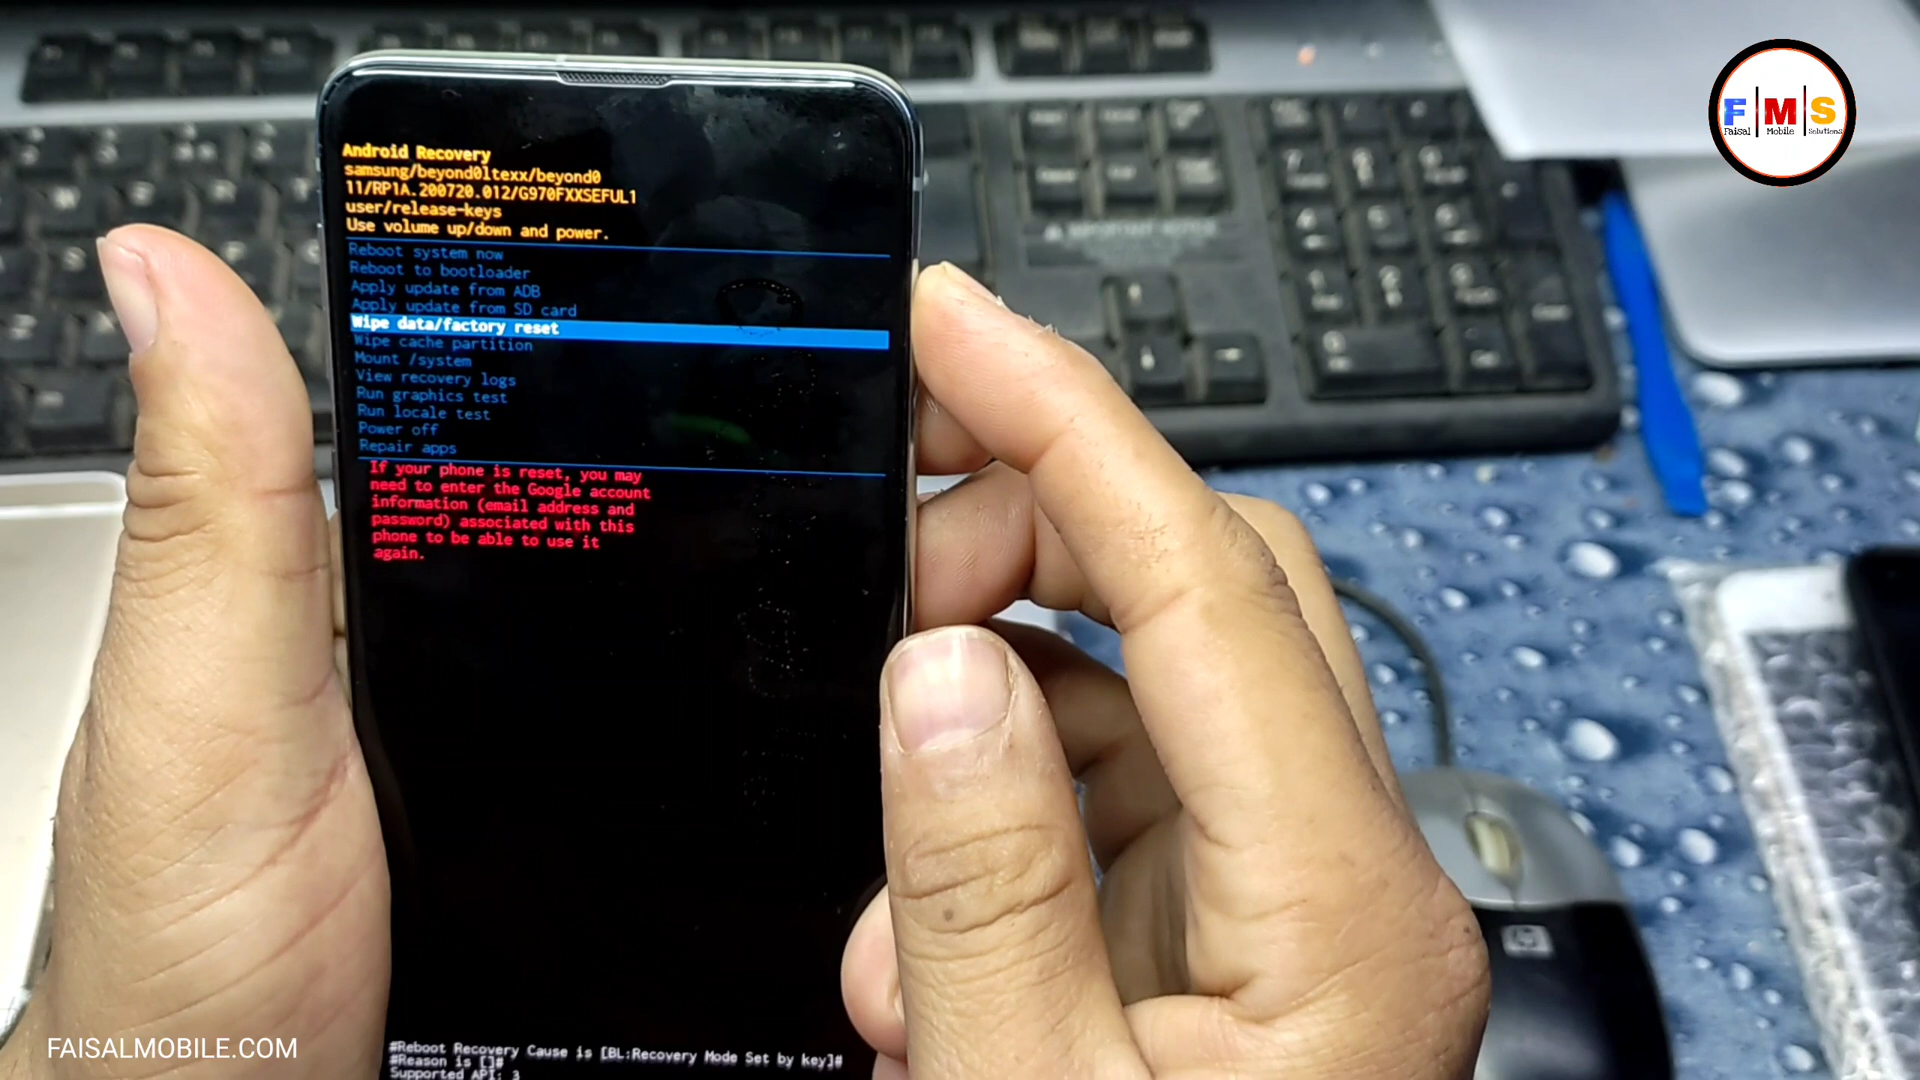 Android Recovery
samsung/beyond0ltexx/beyond0
11/RP1A.200720.012/G970FXXSEFUL1
user/release-keys
Use volume up/down and power.
Reboot system now
Reboot to bootloader
Apply update from ADB
Apply update from SD card
Wipe data/factory reset
Wipe cache partition
Mount /system
View recovery logs
Run graphics test
Run locale test
Power off
Repair apps
If your phone is reset, you may
need to enter the Google account
information (email address and
password) associated with this
phone to be able to use it
again.
#Reboot Recovery Cause is [BL:Recovery Mode Set by key]#
#Reason is []#
Supported API: 3
F|M|S
Faisal Mobile Solutions
IMPORTANT NOTICE
hp
FAISALMOBILE.COM